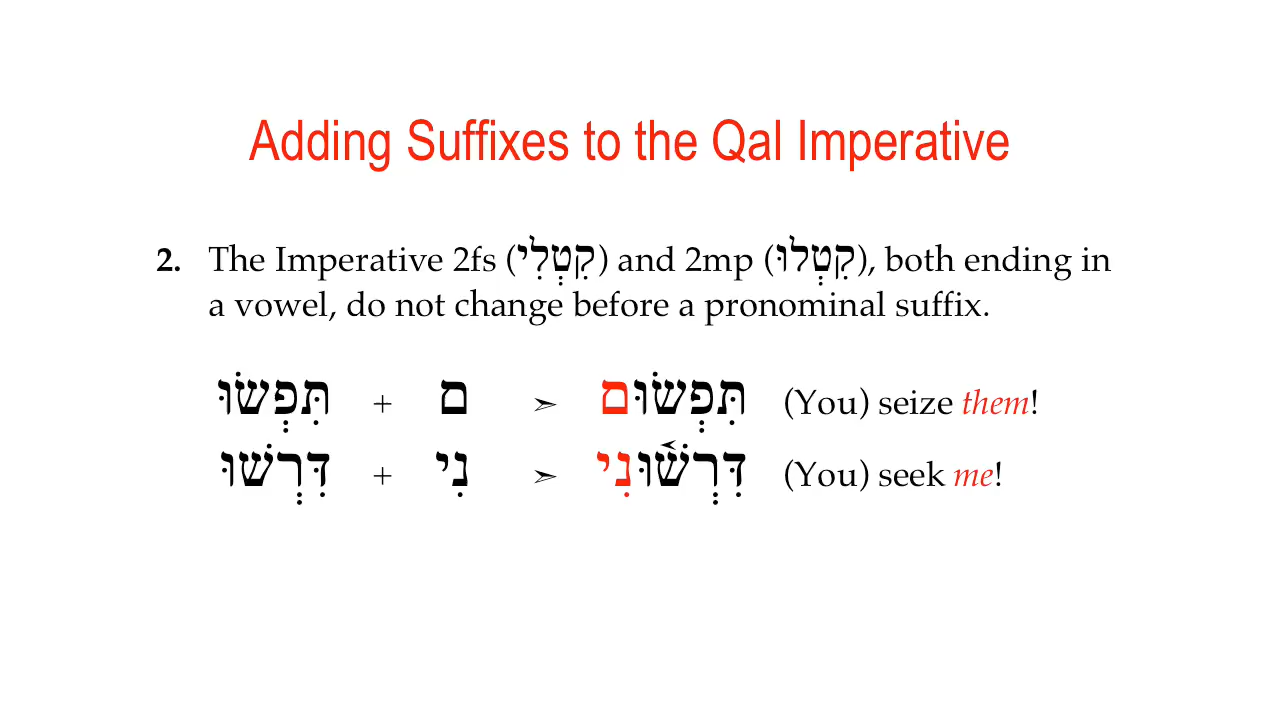 Adding Suffixes to the Qal Imperative
2. The Imperative 2fs (קִטְלִי) and 2mp (קִטְלוּ), both ending in
a vowel, do not change before a pronominal suffix.
תִּפְשׂוּ + ם ➣ תִּפְשׂוּם (You) seize them!
דִּרְשׁוּ + נִי ➣ דִּרְשׁ֫וּנִי (You) seek me!